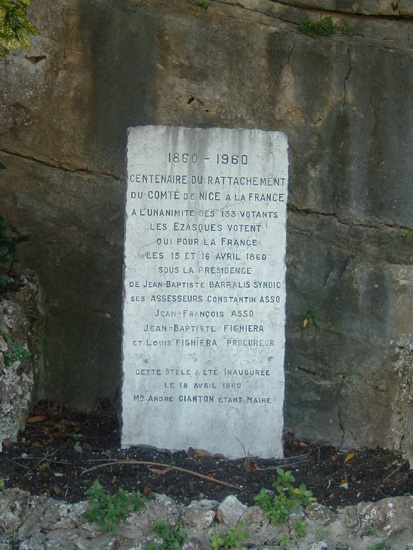 1860 - 1960
CENTENAIRE DU RATTACHEMENT
DU COMTÉ DE NICE A LA FRANCE
A L'UNANIMITE DES 133 VOTANTS
LES EZASQUES VOTENT
OUI POUR LA FRANCE
LES 15 ET 16 AVRIL 1860
SOUS LA PRESIDENCE
DE JEAN-BAPTISTE BARRALIS SYNDIC
SES ASSESSEURS CONSTANTIN ASSO
JEAN-FRANÇOIS ASSO
JEAN-BAPTISTE FIGHIERA
ET LOUIS FIGHIERA PROCUREUR
CETTE STELE A ÉTÉ INAUGURÉE
LE 18 AVRIL 1960
MR ANDRÉ GIANTON ETANT MAIRE